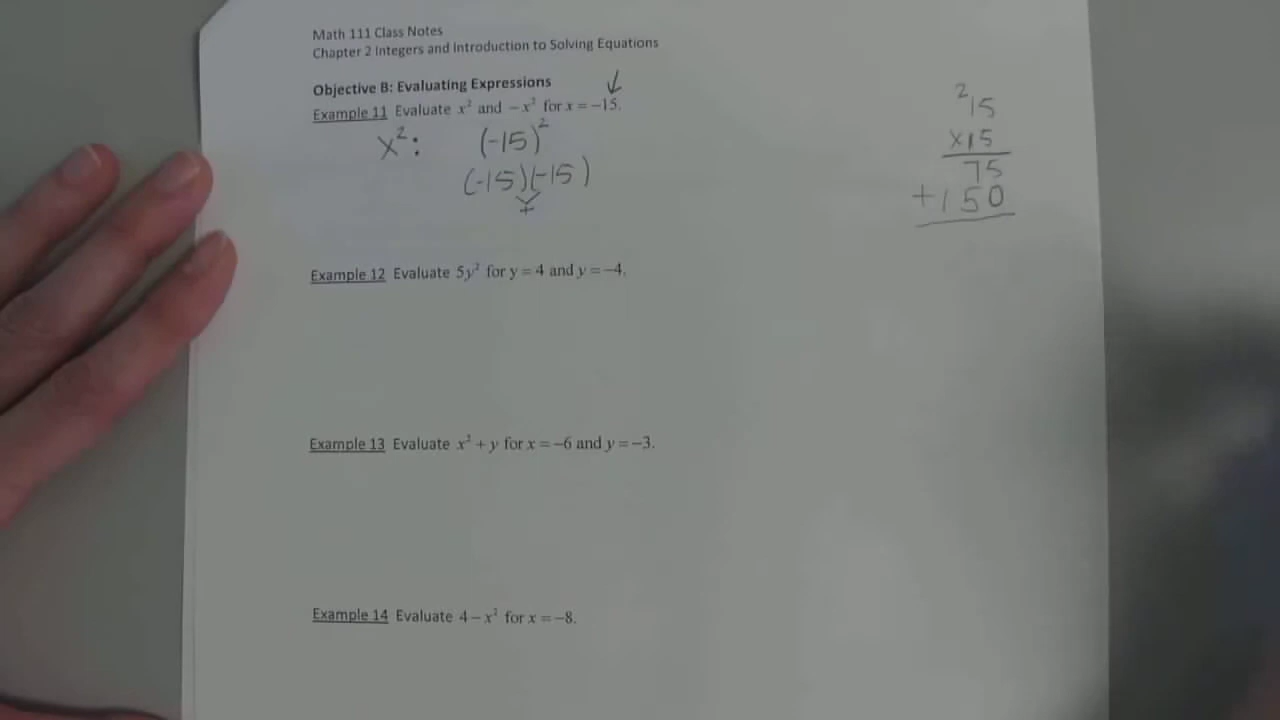 Math 111 Class Notes
Chapter 2 Integers and Introduction to Solving Equations
Objective B: Evaluating Expressions
Example 11 Evaluate x² and −x² for x = −15.
x²: (-15)²
(-15)(-15)
+
2
15
x15
75
+150
Example 12 Evaluate 5y² for y = 4 and y = −4.
Example 13 Evaluate x² + y for x = −6 and y = −3.
Example 14 Evaluate 4 − x² for x = −8.